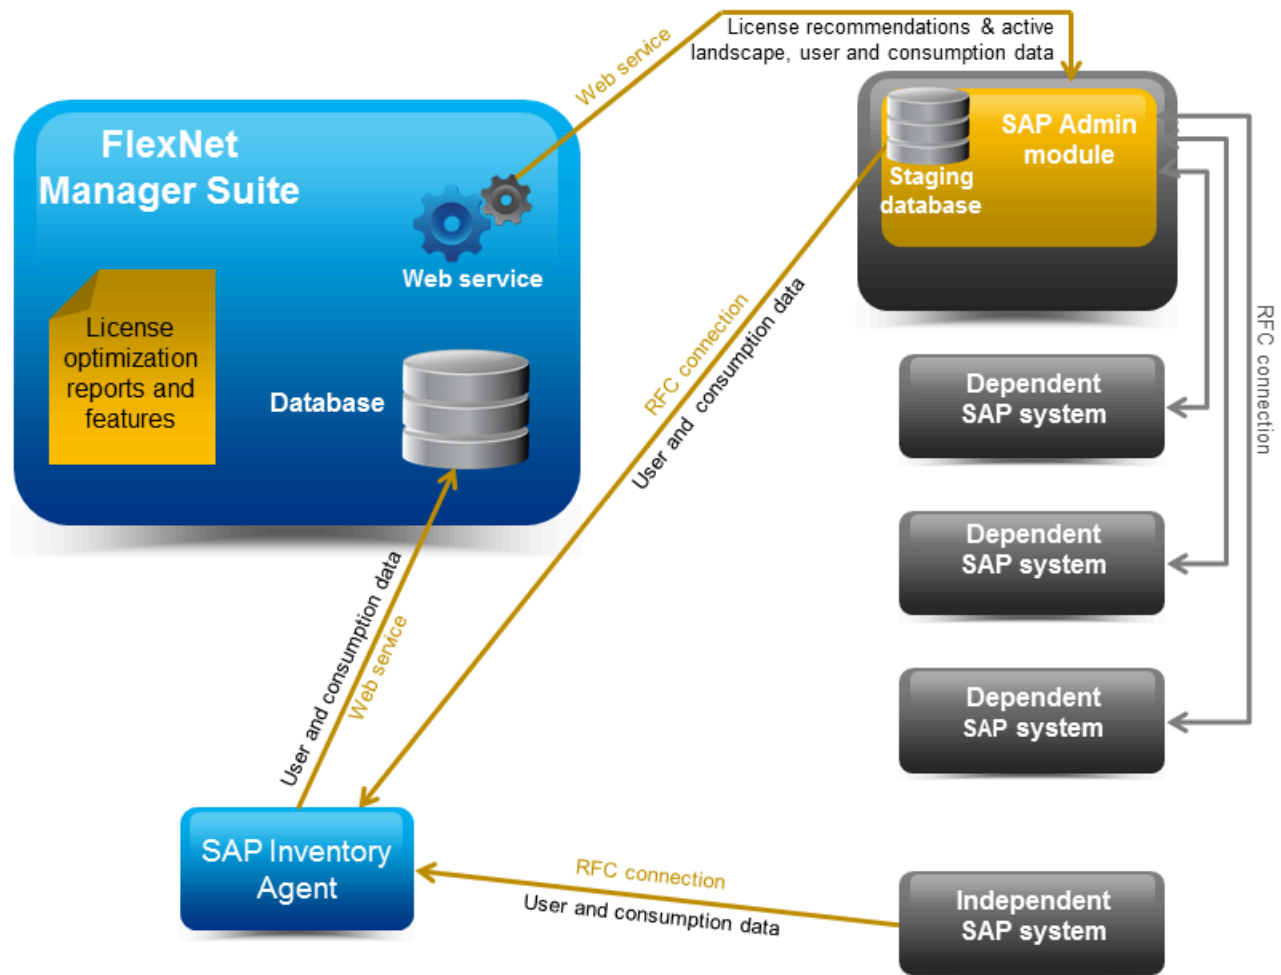 License recommendations & active
landscape, user and consumption data
Web service
FlexNet
Manager Suite
Web service
License
optimization
reports and
features
Database
SAP Admin
module
Staging
database
RFC connection
User and consumption data
RFC connection
Dependent
SAP system
Dependent
SAP system
Dependent
SAP system
User and consumption data
Web service
SAP Inventory
Agent
RFC connection
User and consumption data
Independent
SAP system